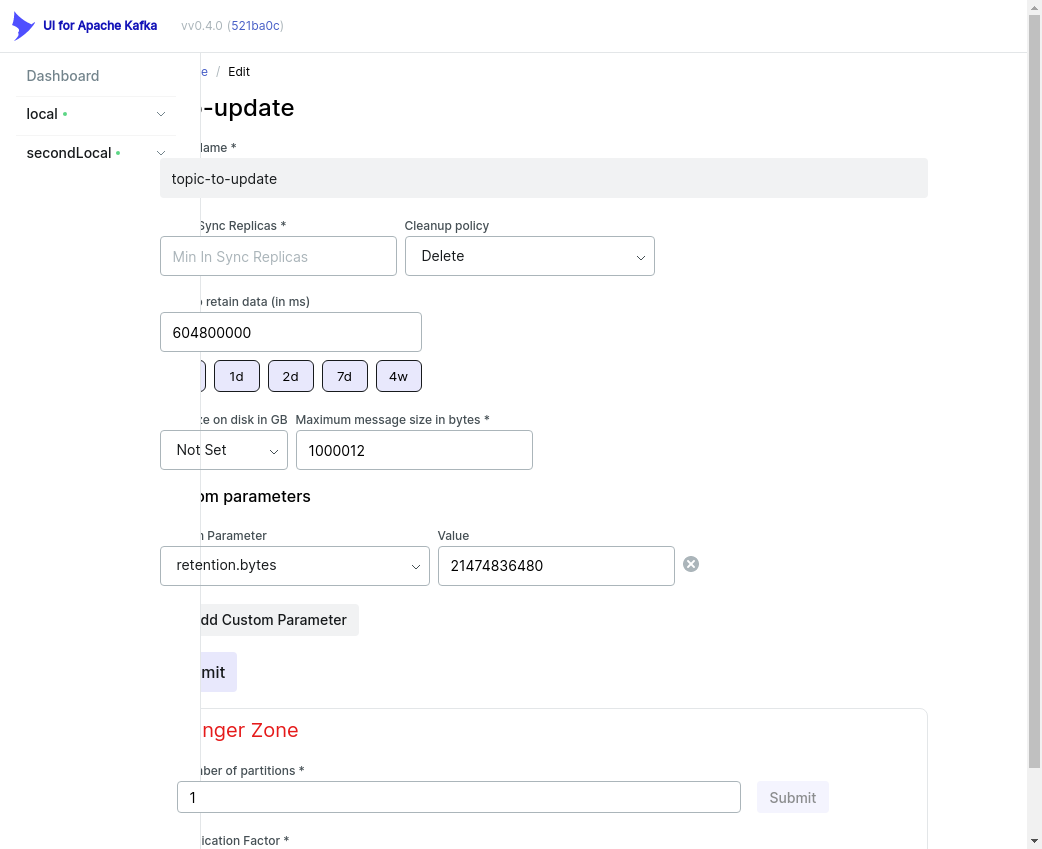 UI for Apache Kafka vv0.4.0 (521ba0c)
Dashboard
local
secondLocal
e / Edit
-update
ame *
topic-to-update
Sync Replicas * Cleanup policy
Min In Sync Replicas Delete
retain data (in ms)
604800000
1d 2d 7d 4w
ze on disk in GB Maximum message size in bytes *
Not Set 1000012
om parameters
Parameter Value
retention.bytes 21474836480
dd Custom Parameter
mit
nger Zone
ber of partitions *
1 Submit
ication Factor *